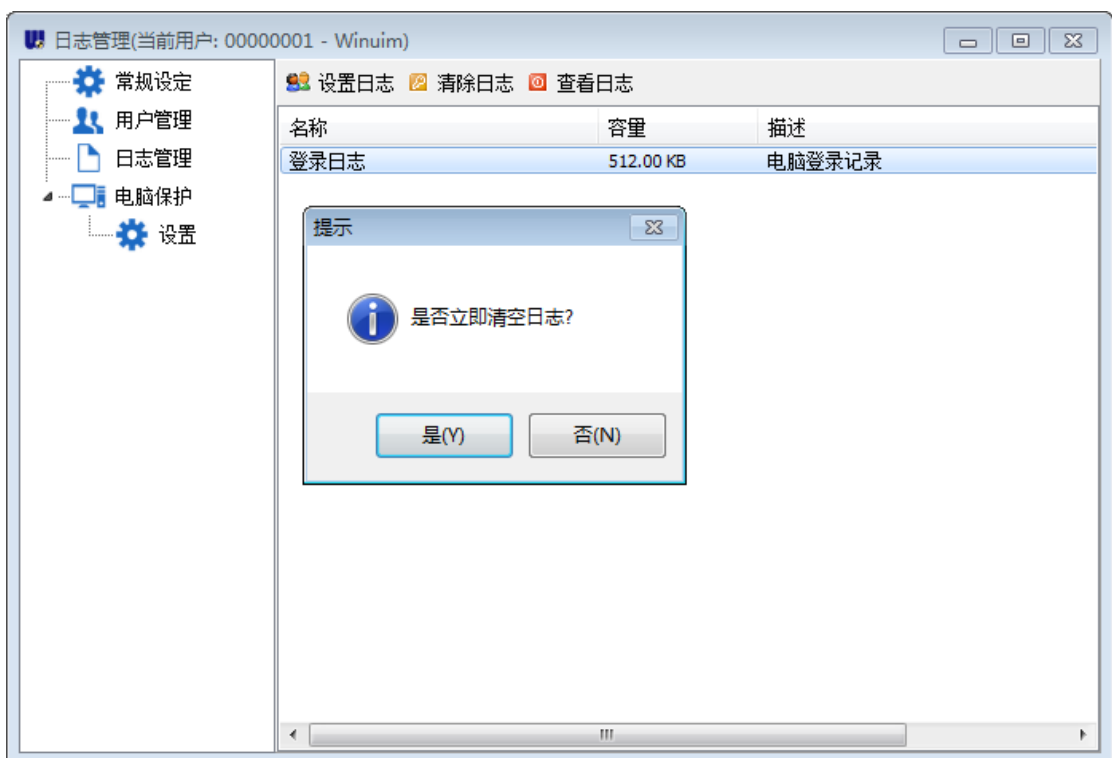 日志管理(当前用户: 00000001 - Winuim)
常规设定
用户管理
日志管理
电脑保护
设置
设置日志 清除日志 查看日志
名称 容量 描述
登录日志 512.00 KB 电脑登录记录
提示
是否立即清空日志?
是(Y) 否(N)